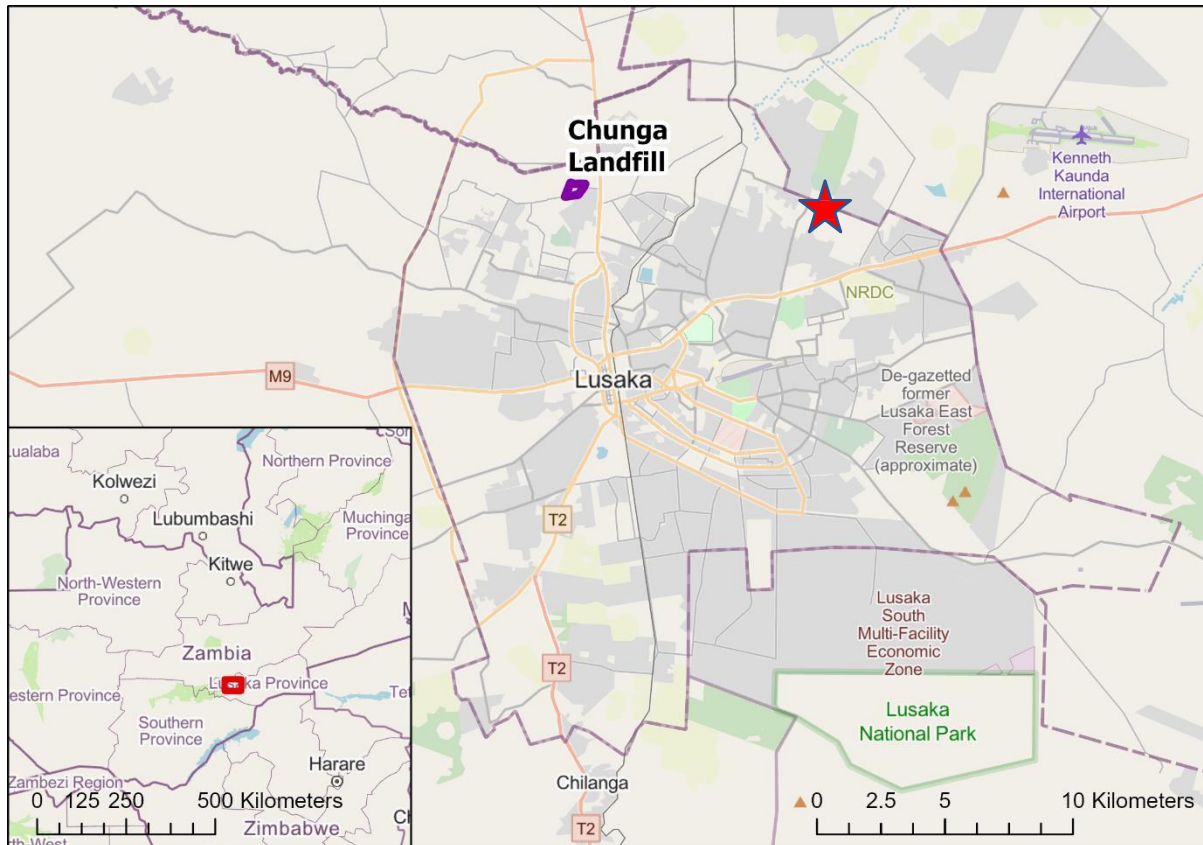 Chunga
Landfill
Kenneth
Kaunda
International
Airport
NRDC
Lusaka
M9
De-gazetted
former
Lusaka East
Forest
Reserve
(approximate)
T2
Lusaka
South
Multi-Facility
Economic
Zone
T2
Lusaka
National Park
Chilanga
T2
0 2.5 5 10 Kilometers
ualaba
Northern Province
Kolwezi
Lubumbashi
Muchinga
Province
Kitwe
North-Western
Province
Zambia
Lusaka Province
estern Province
Southern
Province
Harare
Zambezi Region
0 125 250 500 Kilometers
Zimbabwe